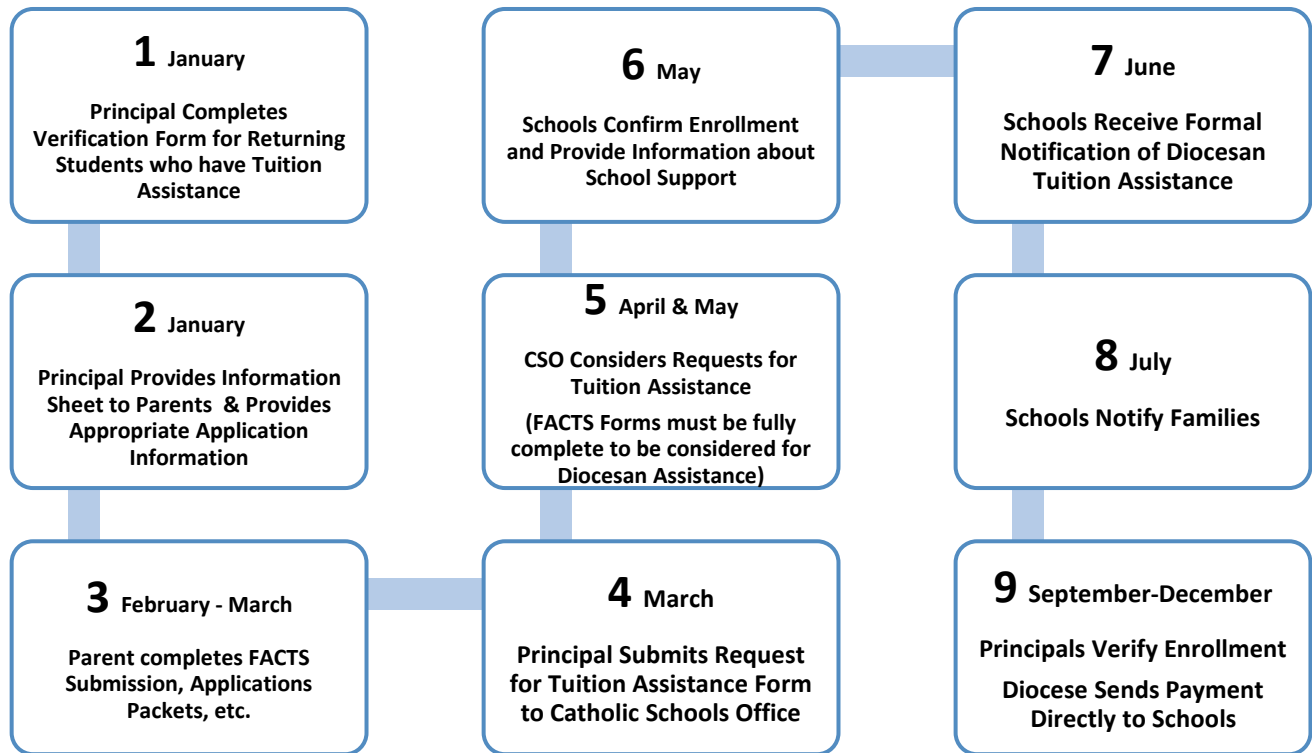 1 January
Principal Completes
Verification Form for Returning
Students who have Tuition
Assistance
2 January
Principal Provides Information
Sheet to Parents & Provides
Appropriate Application
Information
3 February - March
Parent completes FACTS
Submission, Applications
Packets, etc.
4 March
Principal Submits Request
for Tuition Assistance Form
to Catholic Schools Office
5 April & May
CSO Considers Requests for
Tuition Assistance
(FACTS Forms must be fully
complete to be considered for
Diocesan Assistance)
6 May
Schools Confirm Enrollment
and Provide Information about
School Support
7 June
Schools Receive Formal
Notification of Diocesan
Tuition Assistance
8 July
Schools Notify Families
9 September-December
Principals Verify Enrollment
Diocese Sends Payment
Directly to Schools